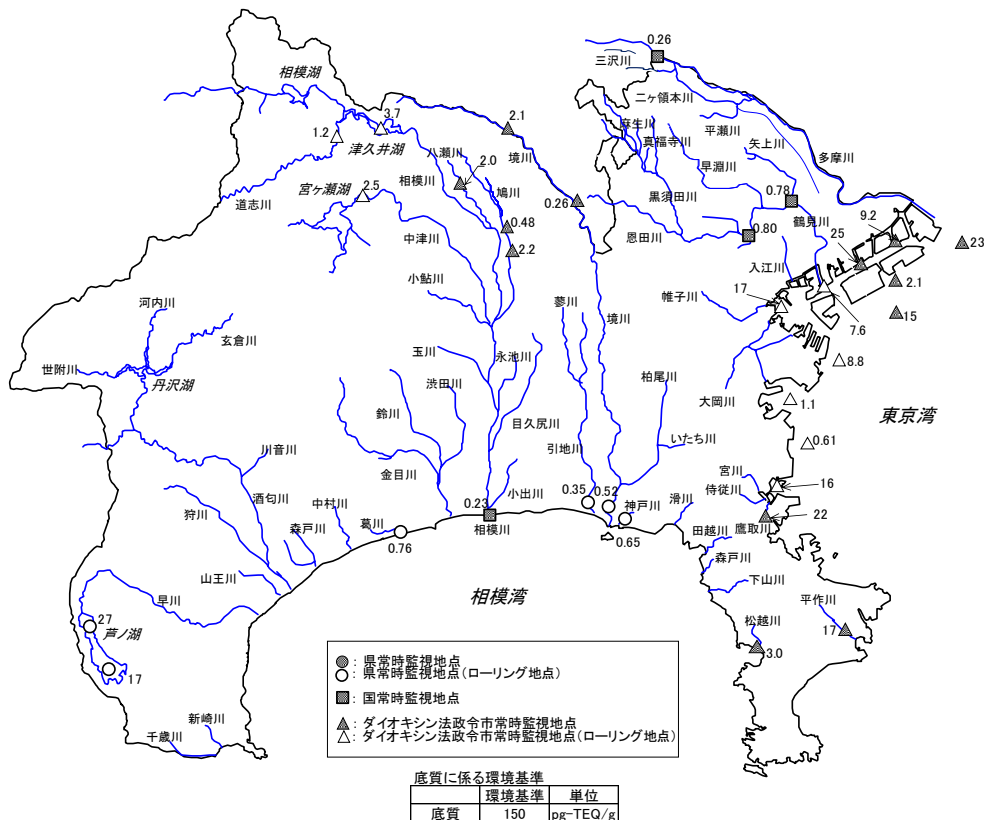 0.26
三沢川
相模湖
二ヶ領本川
3.7
2.1
麻生川
平瀬川
1.2
津久井湖
八瀬川
2.0
境川
真福寺川
矢上川
早淵川
多摩川
宮ヶ瀬湖
2.5
相模川
鳩川
黒須田川
0.78
道志川
0.26
鶴見川
9.2
中津川
0.48
恩田川
0.80
25
23
2.2
入江川
小鮎川
2.1
河内川
帷子川
17
7.6
15
玄倉川
蓼川
境川
世附川
丹沢湖
玉川
永池川
柏尾川
8.8
渋田川
大岡川
1.1
鈴川
目久尻川
東京湾
川音川
引地川
いたち川
0.61
金目川
宮川
酒匂川
小出川
0.35
0.52
侍従川
16
狩川
中村川
0.23
神戸川
滑川
22
森戸川
葛川
相模川
田越川
鷹取川
0.76
0.65
森戸川
山王川
早川
下山川
相模湾
平作川
27
松越川
17
芦ノ湖
3.0
17
: 県常時監視地点
: 県常時監視地点(ローリング地点)
: 国常時監視地点
新崎川
: ダイオキシン法政令市常時監視地点
千歳川
: ダイオキシン法政令市常時監視地点(ローリング地点)
底質に係る環境基準
環境基準 単位
底質 150 pg-TEQ/g